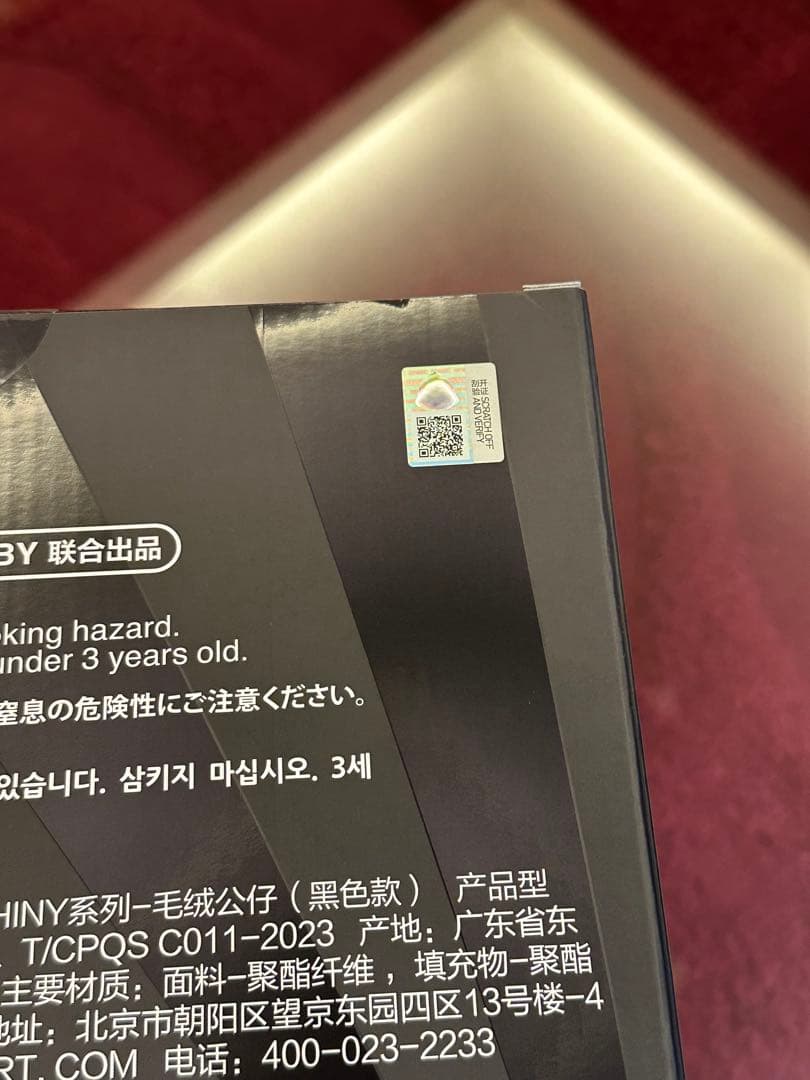 开证 SCRATCH OFF
刮验 AND VERIFY
BY 联合出品
king hazard.
under 3 years old.
窒息の危険性にご注意ください。
있습니다. 삼키지 마십시오. 3세
HINY系列-毛绒公仔（黑色款） 产品型
T/CPQS C011-2023 产地：广东省东
主要材质：面料-聚酯纤维，填充物-聚酯
地址：北京市朝阳区望京东园四区13号楼-4
RT. COM 电话：400-023-2233